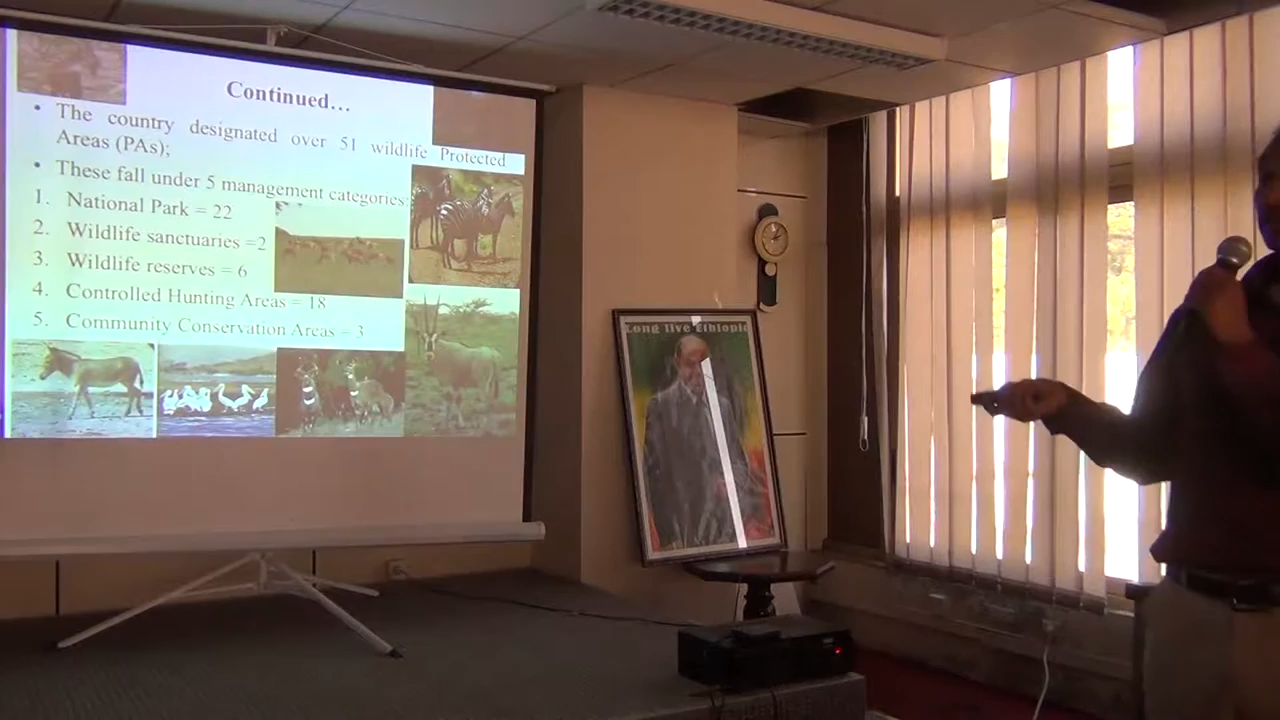 Continued…
• The country designated over 51 wildlife Protected
Areas (PAs);
• These fall under 5 management categories:
1. National Park = 22
2. Wildlife sanctuaries =2
3. Wildlife reserves = 6
4. Controlled Hunting Areas = 18
5. Community Conservation Areas = 3
Long live Ethiopia